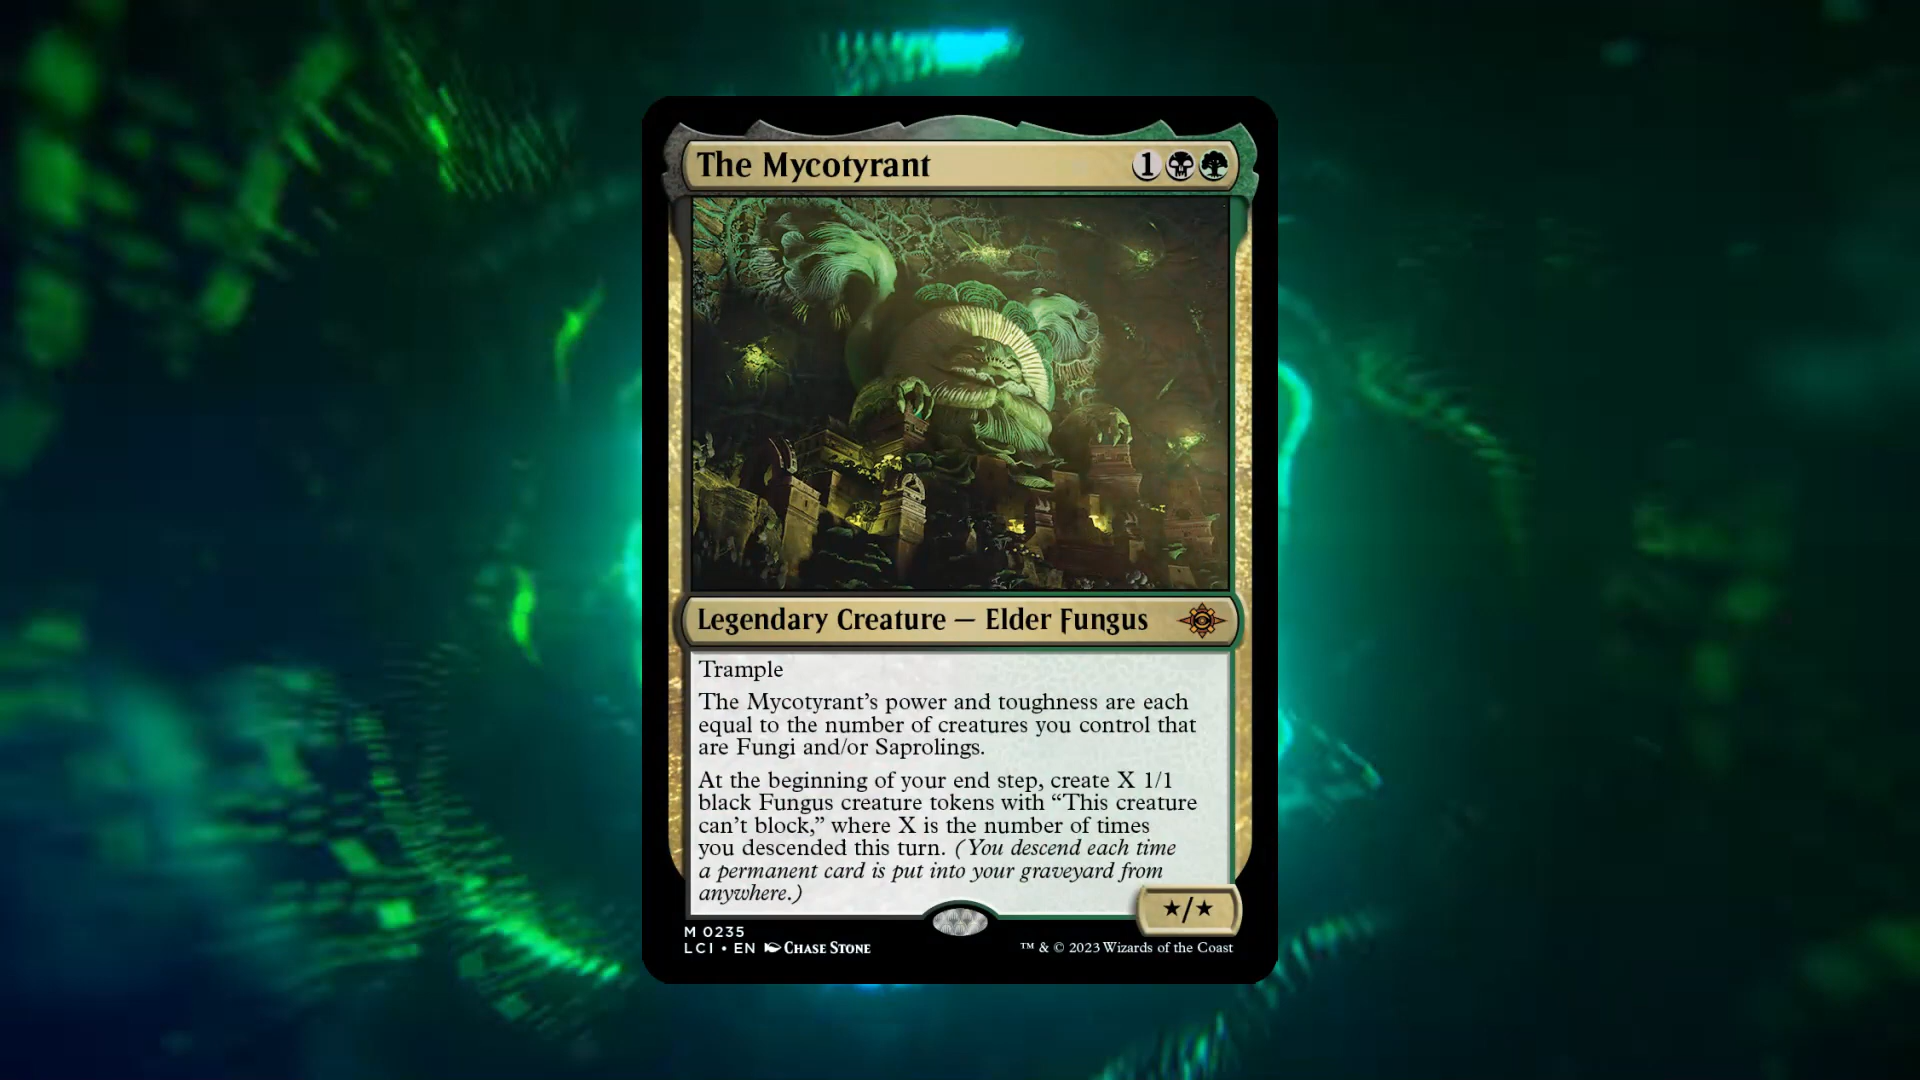 The Mycotyrant 1
Legendary Creature — Elder Fungus
Trample
The Mycotyrant’s power and toughness are each
equal to the number of creatures you control that
are Fungi and/or Saprolings.
At the beginning of your end step, create X 1/1
black Fungus creature tokens with “This creature
can’t block,” where X is the number of times
you descended this turn. (You descend each time
a permanent card is put into your graveyard from
anywhere.)
★/★
M 0235
LCI • EN Chase Stone
™ & © 2023 Wizards of the Coast